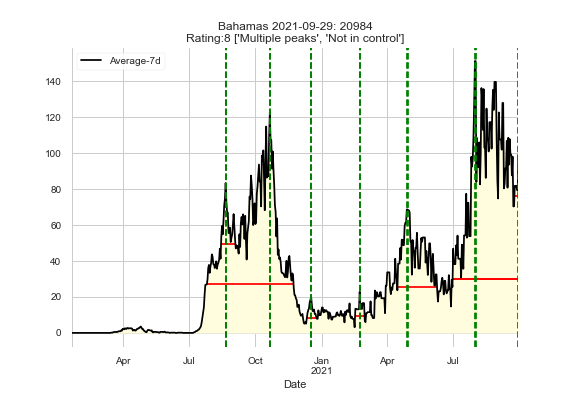 Bahamas 2021-09-29: 20984
Rating:8 ['Multiple peaks', 'Not in control']
Average-7d
140
120
100
80
60
40
20
0
Apr
Jul
Oct
Jan
2021
Apr
Jul
Date